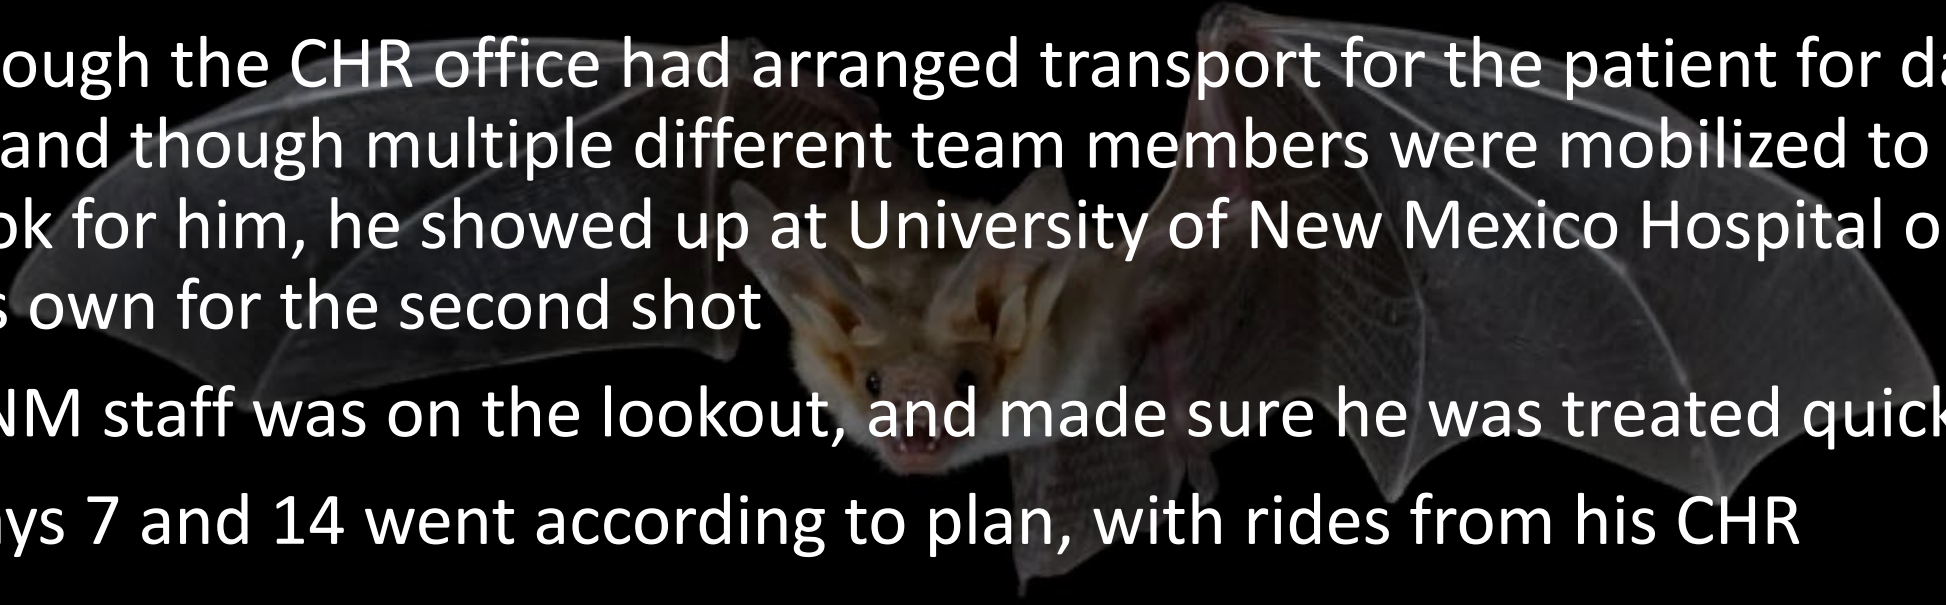 ough the CHR office had arranged transport for the patient for da
and though multiple different team members were mobilized to
ok for him, he showed up at University of New Mexico Hospital o
s own for the second shot
NM staff was on the lookout, and made sure he was treated quick
ays 7 and 14 went according to plan, with rides from his CHR